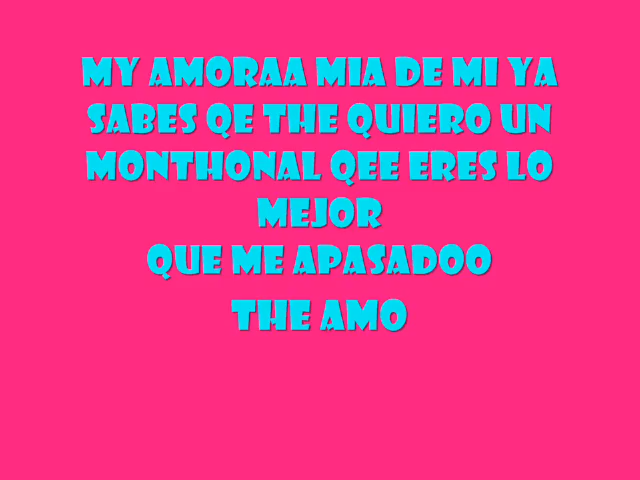 MY AMORAA MIA DE MI YA
SABES QE THE QUIERO UN
MONTHONAL QEE ERES LO
MEJOR
QUE ME APASADOO
THE AMO